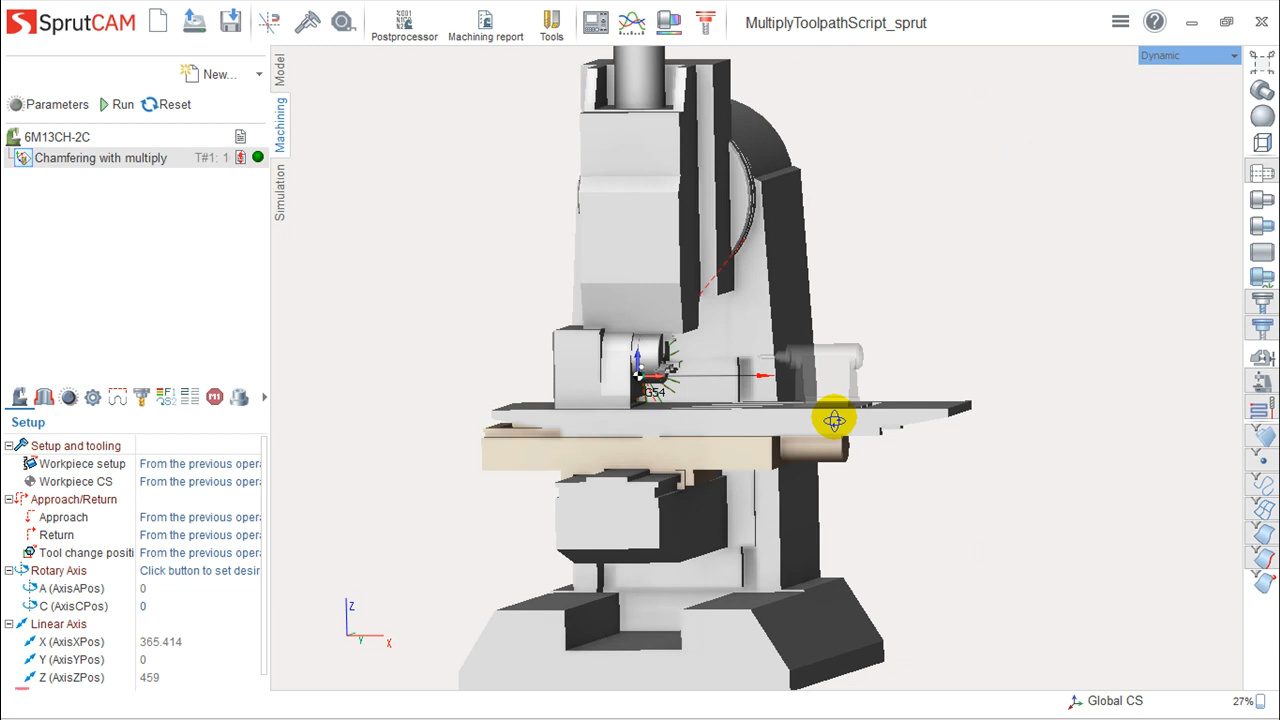 SprutCAM
%001
Postprocessor
Machining report
Tools
MultiplyToolpathScript_sprut
New...
Parameters
Run
Reset
6M13CH-2C
Chamfering with multiply T#1: 1
Model
Machining
Simulation
Dynamic
G54
Setup
Setup and tooling
Workpiece setup From the previous opera
Workpiece CS From the previous opera
Approach/Return
Approach From the previous opera
Return From the previous opera
Tool change positi From the previous opera
Rotary Axis Click button to set desir
A (AxisAPos) 0
C (AxisCPos) 0
Linear Axis
X (AxisXPos) 365.414
Y (AxisYPos) 0
Z (AxisZPos) 459
Z
Y
X
Global CS
27%